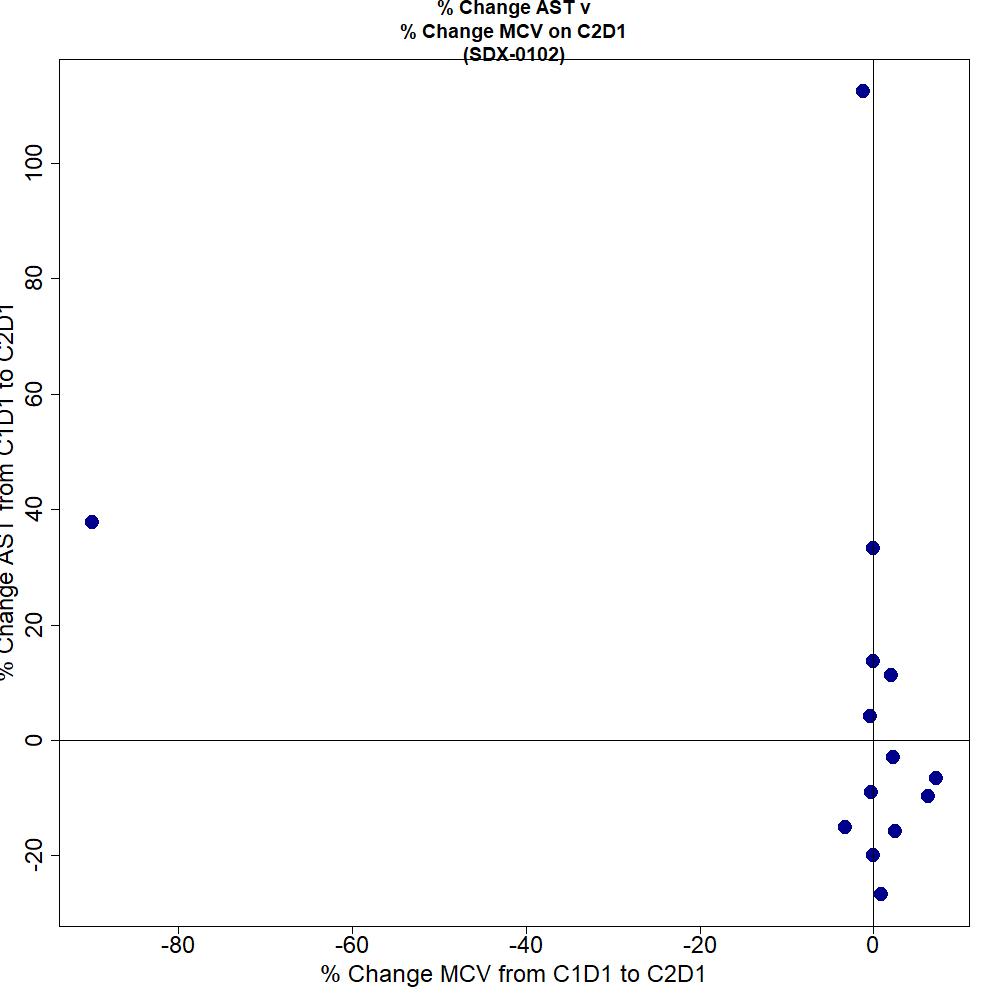 % Change AST v
% Change MCV on C2D1
(SDX-0102)
100
80
60
40
20
0
-20
% Change AST from C1D1 to C2D1
-80
-60
-40
-20
0
% Change MCV from C1D1 to C2D1